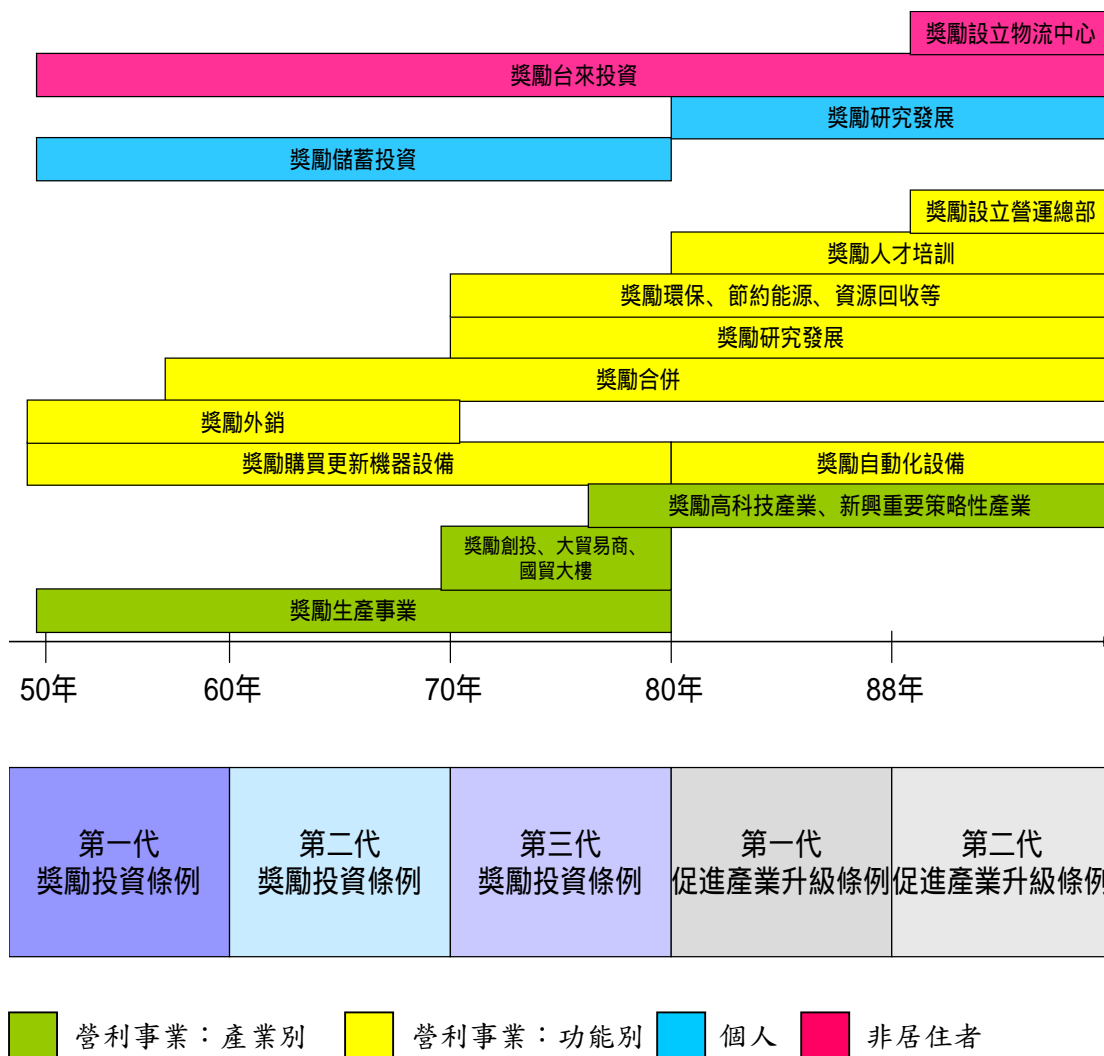 獎勵設立物流中心
獎勵台來投資
獎勵研究發展
獎勵儲蓄投資
獎勵設立營運總部
獎勵人才培訓
獎勵環保、節約能源、資源回收等
獎勵研究發展
獎勵合併
獎勵外銷
獎勵購買更新機器設備
獎勵自動化設備
獎勵高科技產業、新興重要策略性產業
獎勵創投、大貿易商、
國貿大樓
獎勵生產事業
50年
60年
70年
80年
88年
第一代
獎勵投資條例
第二代
獎勵投資條例
第三代
獎勵投資條例
第一代
促進產業升級條例
第二代
促進產業升級條例
營利事業：產業別
營利事業：功能別
個人
非居住者